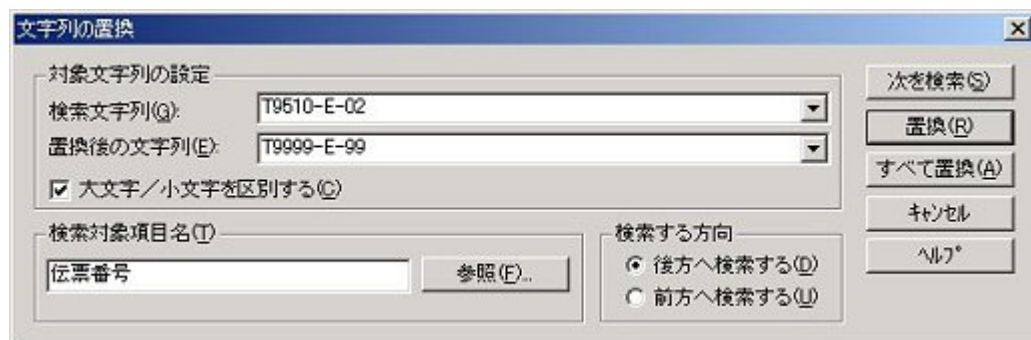 文字列の置換
対象文字列の設定
検索文字列(G): T9510-E-02
置換後の文字列(E): T9999-E-99
大文字/小文字を区別する(C)
検索対象項目名(T)
伝票番号 参照(F)...
検索する方向
後方へ検索する(D)
前方へ検索する(U)
次を検索(S)
置換(R)
すべて置換(A)
キャンセル
ヘルプ